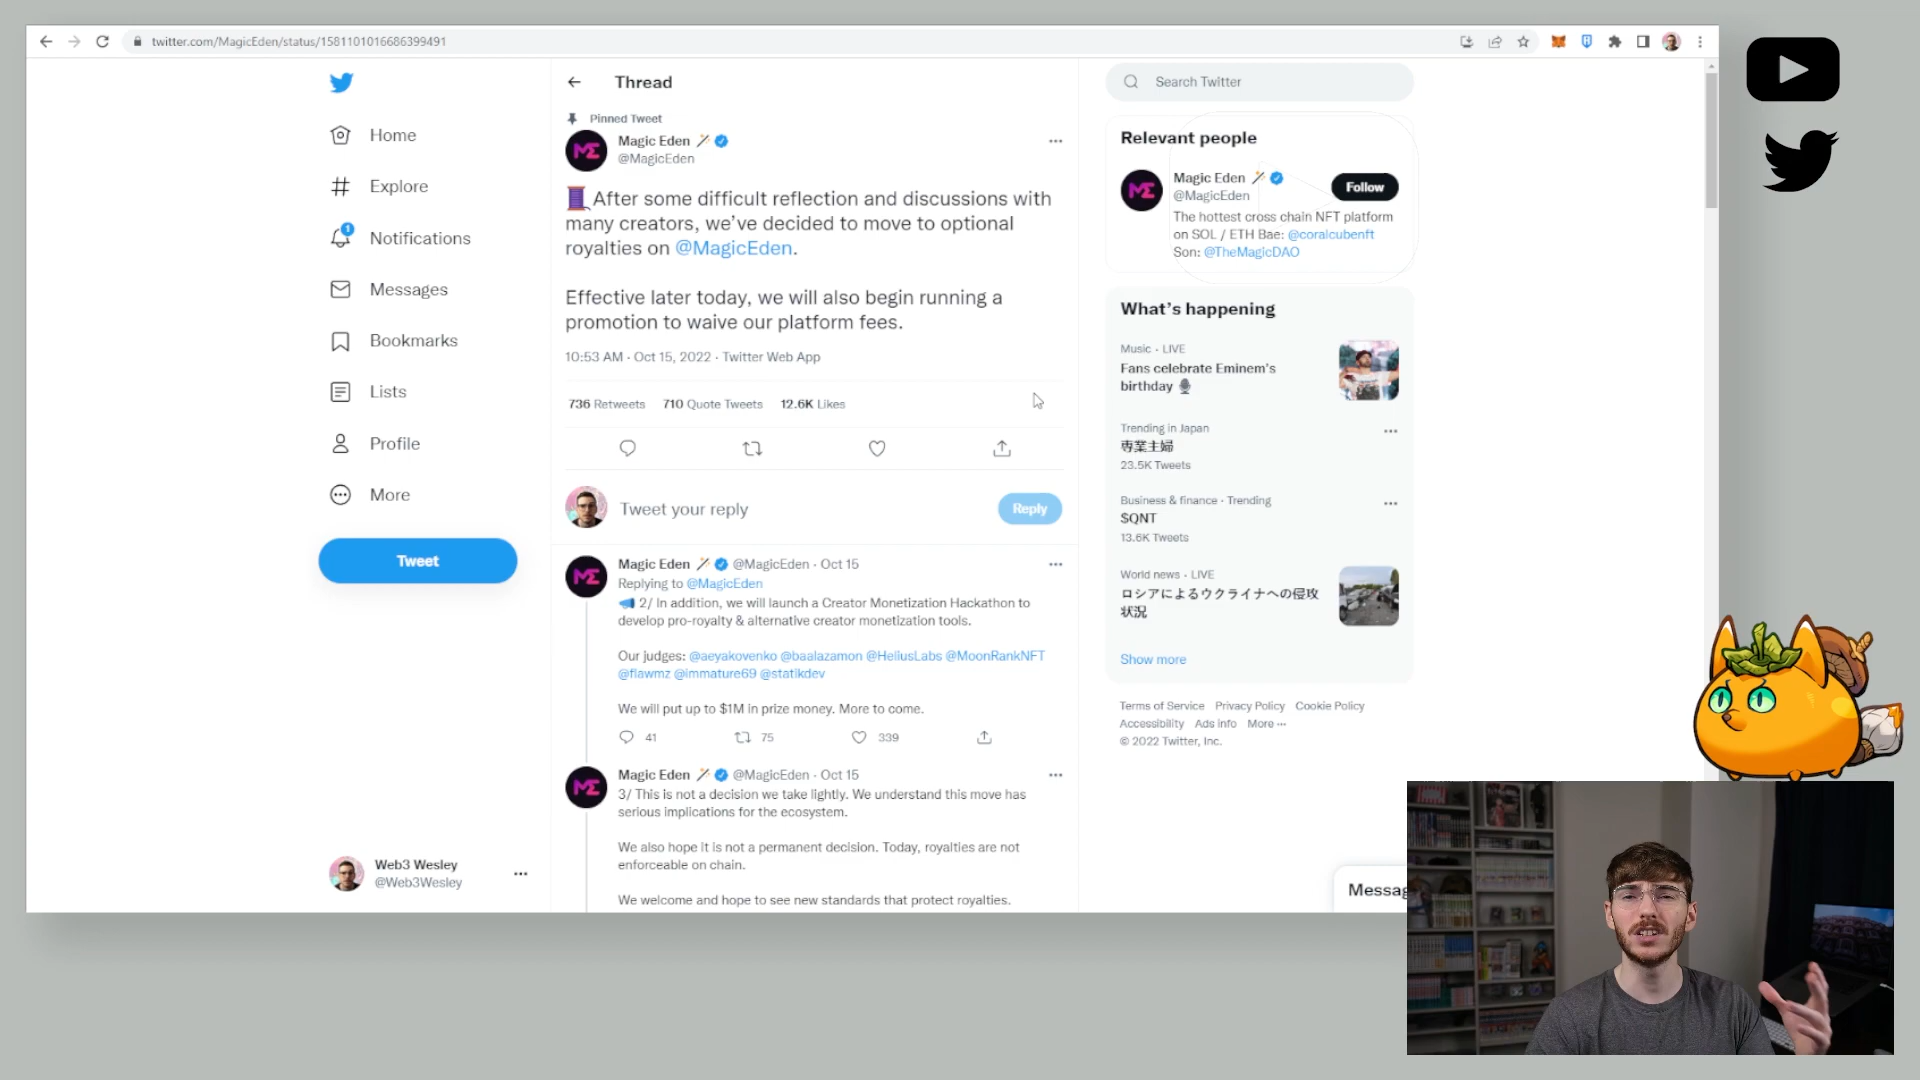 twitter.com/MagicEden/status/1581101016686399491
Home
Explore
1
Notifications
Messages
Bookmarks
Lists
Profile
More
Tweet
Web3 Wesley
@Web3Wesley
Thread
Pinned Tweet
Magic Eden
@MagicEden
After some difficult reflection and discussions with
many creators, we’ve decided to move to optional
royalties on @MagicEden.
Effective later today, we will also begin running a
promotion to waive our platform fees.
10:53 AM · Oct 15, 2022 · Twitter Web App
736 Retweets 710 Quote Tweets 12.6K Likes
Tweet your reply
Reply
Magic Eden @MagicEden · Oct 15
Replying to @MagicEden
2/ In addition, we will launch a Creator Monetization Hackathon to
develop pro-royalty & alternative creator monetization tools.
Our judges: @aeyakovenko @baalazamon @HeliusLabs @MoonRankNFT
@flawmz @immature69 @statikdev
We will put up to $1M in prize money. More to come.
41 75 339
Magic Eden @MagicEden · Oct 15
3/ This is not a decision we take lightly. We understand this move has
serious implications for the ecosystem.
We also hope it is not a permanent decision. Today, royalties are not
enforceable on chain.
We welcome and hope to see new standards that protect royalties.
Search Twitter
Relevant people
Magic Eden
@MagicEden
Follow
The hottest cross chain NFT platform
on SOL / ETH Bae: @coralcubenft
Son: @TheMagicDAO
What’s happening
Music · LIVE
Fans celebrate Eminem’s
birthday
Trending in Japan
専業主婦
23.5K Tweets
Business & finance · Trending
$QNT
13.6K Tweets
World news · LIVE
ロシアによるウクライナへの侵攻
状況
Show more
Terms of Service Privacy Policy Cookie Policy
Accessibility Ads info More
© 2022 Twitter, Inc.
Messag